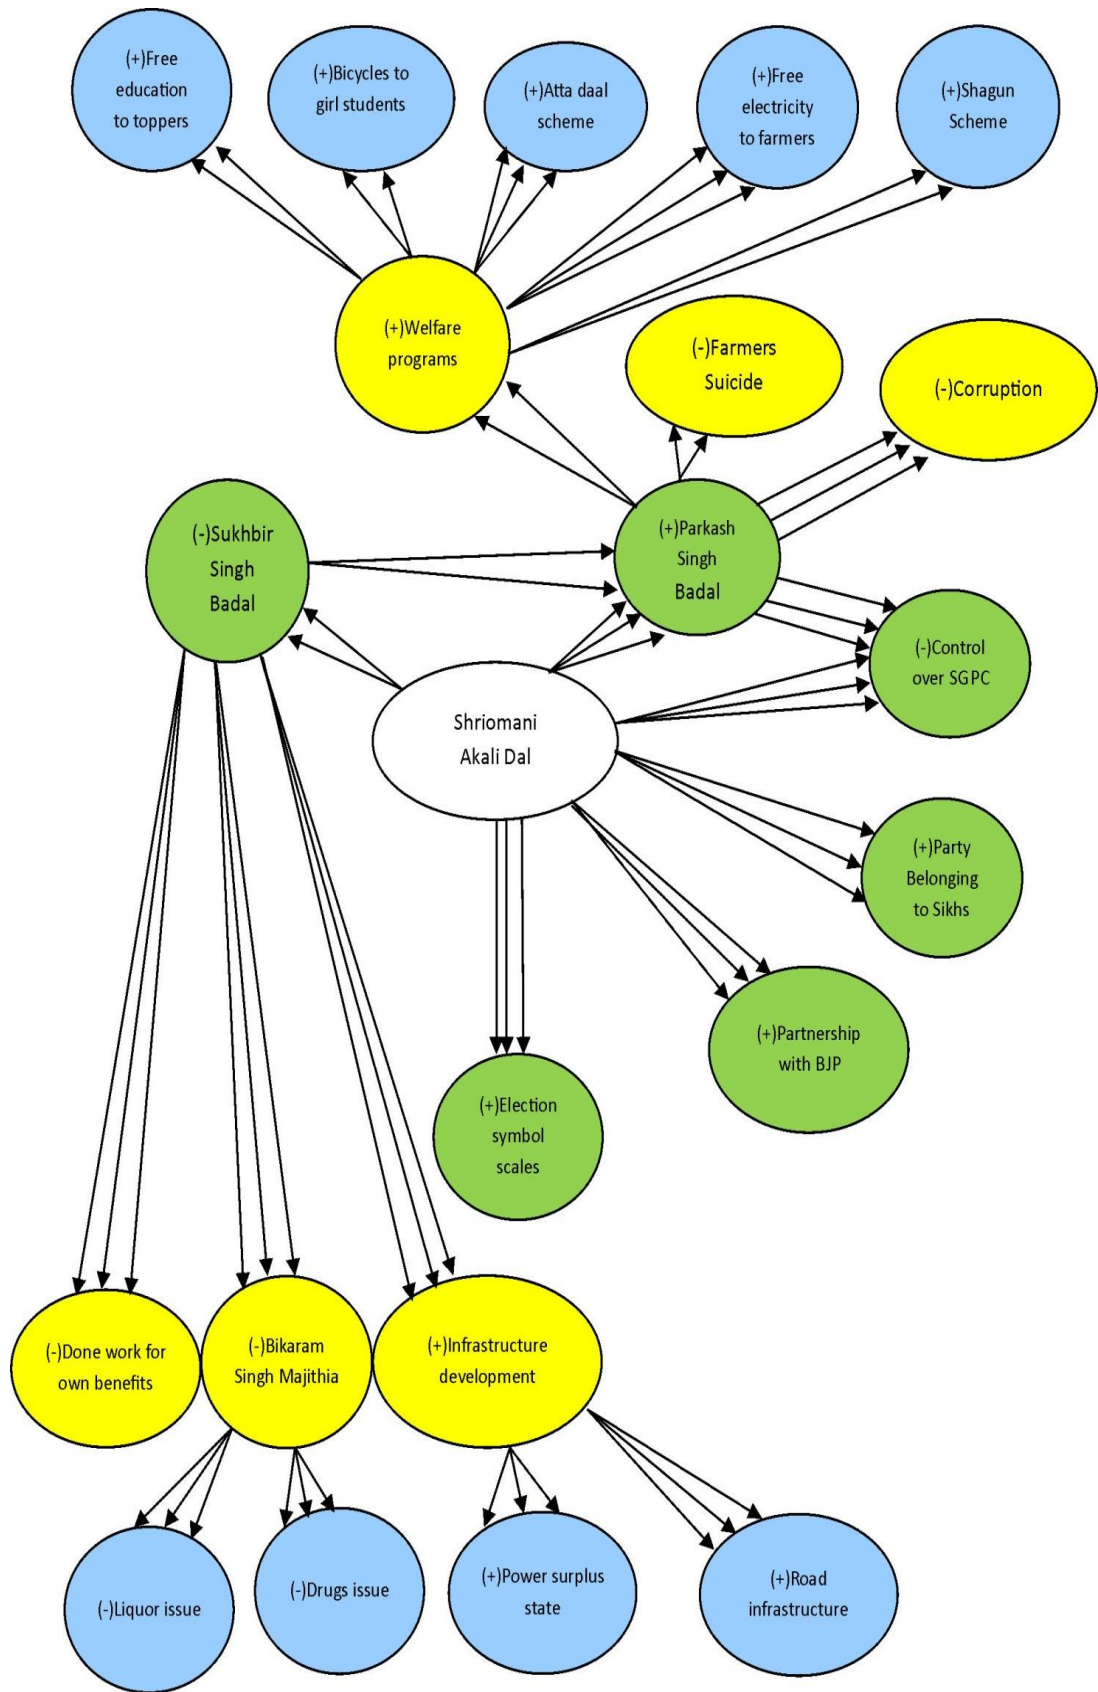 (+)Free
education
to toppers
(+)Bicycles to
girl students
(+)Atta daal
scheme
(+)Free
electricity
to farmers
(+)Shagun
Scheme
(+)Welfare
programs
(-)Farmers
Suicide
(-)Corruption
(-)Sukhbir
Singh
Badal
(+)Parkash
Singh
Badal
(-)Control
over SGPC
Shriomani
Akali Dal
(+)Party
Belonging
to Sikhs
(+)Partnership
with BJP
(+)Election
symbol
scales
(-)Done work for
own benefits
(-)Bikaram
Singh Majithia
(+)Infrastructure
development
(-)Liquor issue
(-)Drugs issue
(+)Power surplus
state
(+)Road
infrastructure